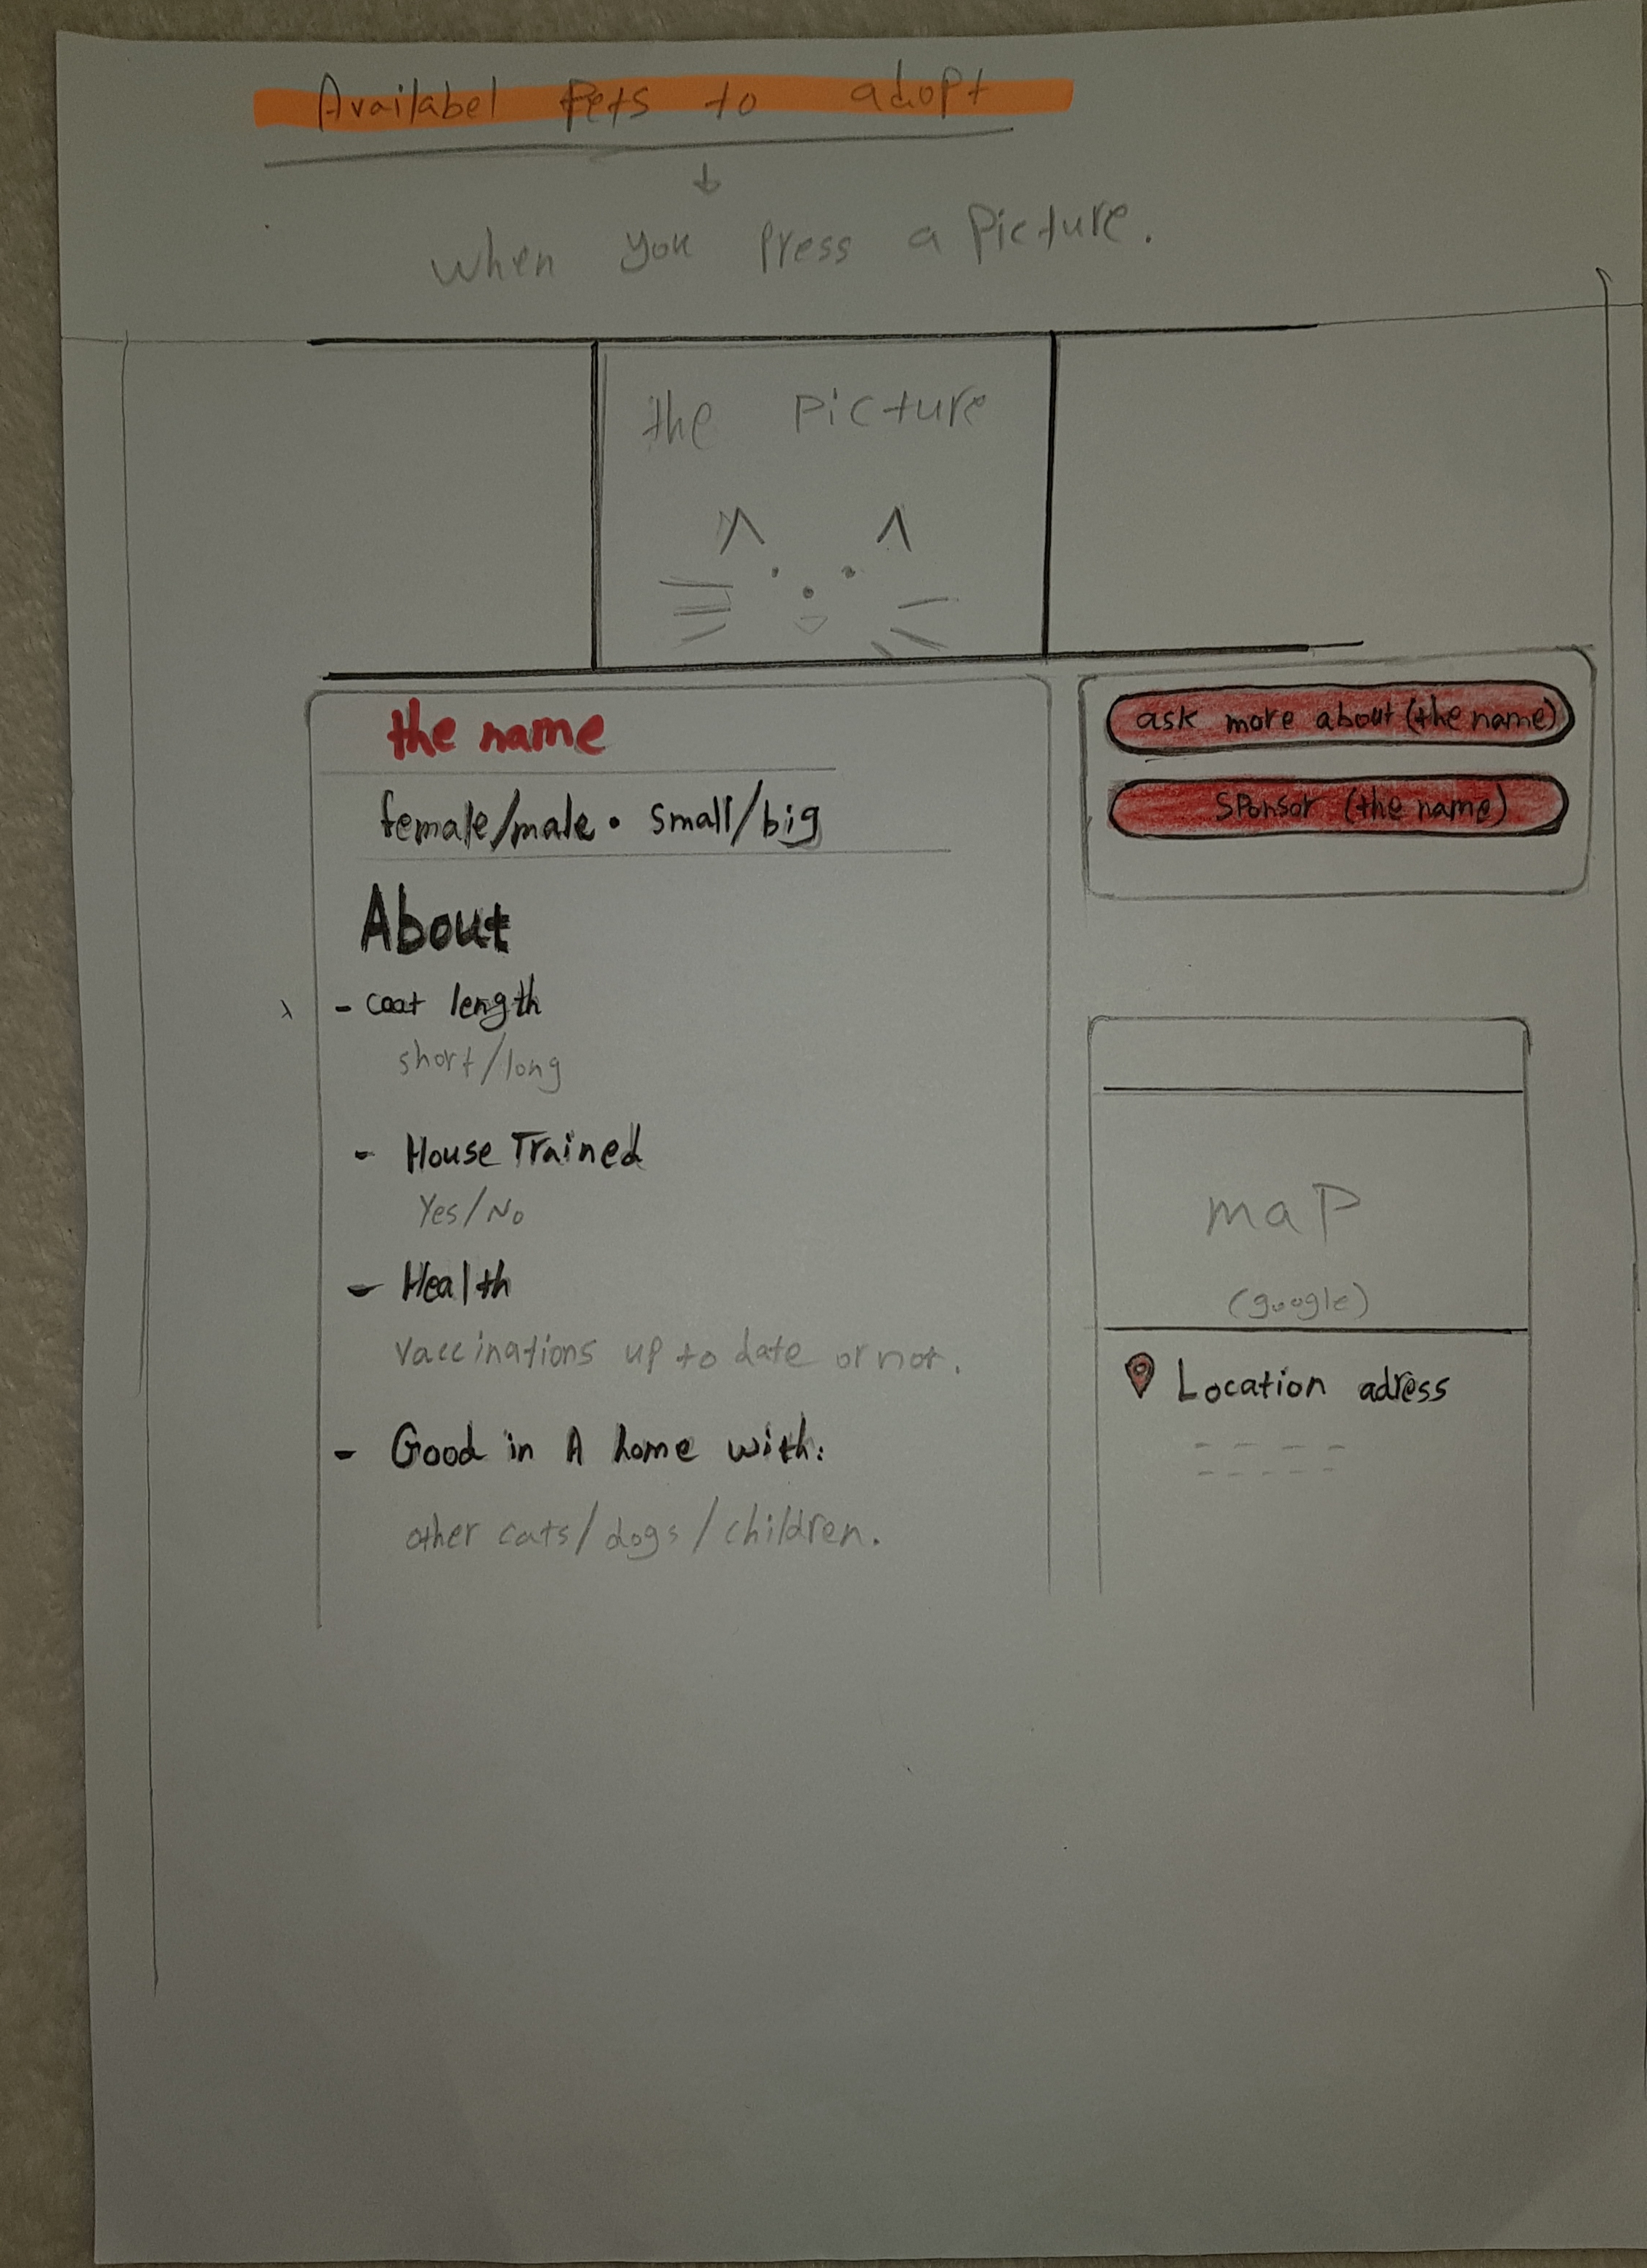 Availabel Pets to adopt
when you press a Picture.
the picture
the name
female/male • small/big
About
- coat length
short/long
- House Trained
Yes/No
- Health
vaccinations up to date or not.
- Good in A home with:
other cats/dogs/children.
ask more about (the name)
Sponsor (the name)
map
(google)
Location adress